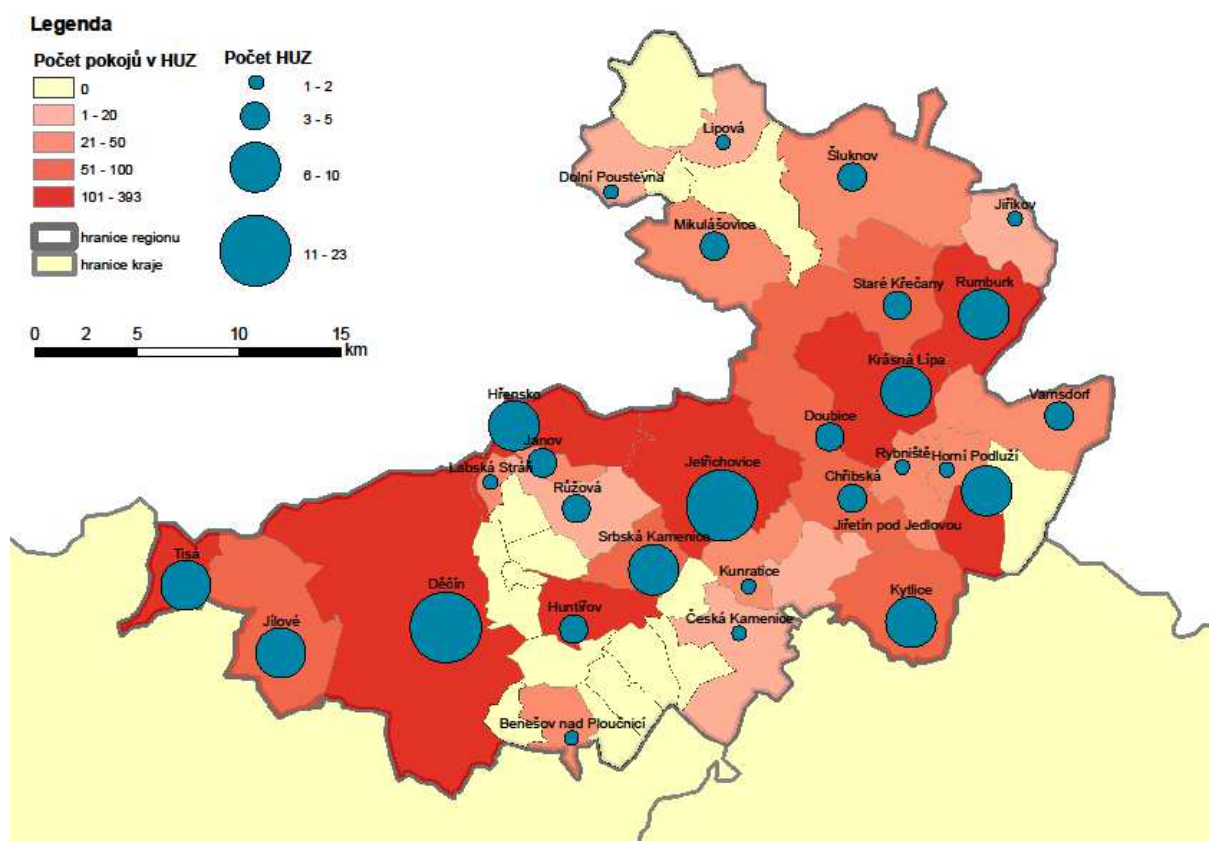 Legenda
Počet pokojů v HUZ
0
1 - 20
21 - 50
51 - 100
101 - 393
hranice regionu
hranice kraje
Počet HUZ
1 - 2
3 - 5
6 - 10
11 - 23
0 2 5 10 15
km
Lipová
Šluknov
Dolní Poustevna
Jiříkov
Mikulášovice
Staré Křečany
Rumburk
Krásná Lípa
Hřensko
Varnsdorf
Doubice
Janov
Rybniště
Horní Podluží
Labská Stráň
Jetřichovice
Chřibská
Růžová
Jiřetín pod Jedlovou
Srbská Kamenice
Tisá
Kunratice
Děčín
Kytlice
Huntířov
Jílové
Česká Kamenice
Benešov nad Ploučnicí